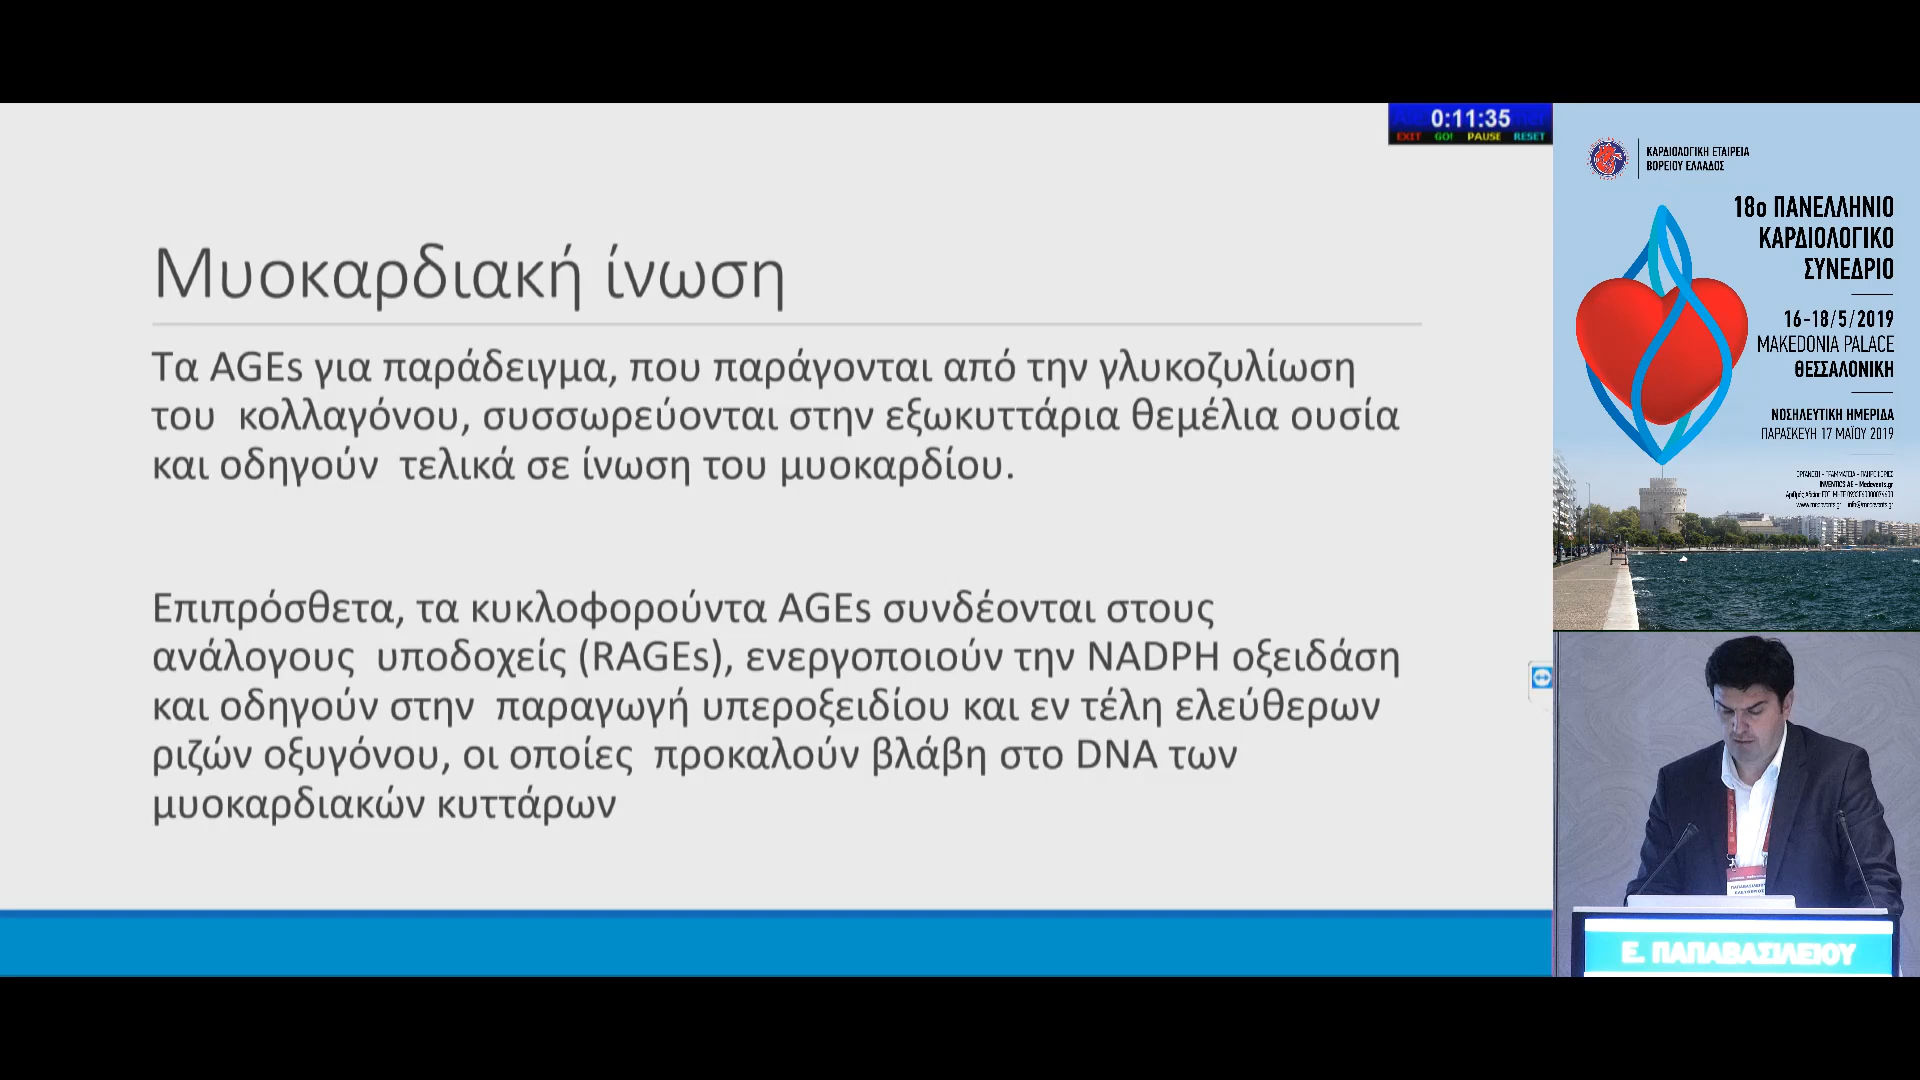 0:11:35
EXIT GO! PAUSE RESET
Μυοκαρδιακή ίνωση
Τα AGEs για παράδειγμα, που παράγονται από την γλυκοζυλίωση
του κολλαγόνου, συσσωρεύονται στην εξωκυττάρια θεμέλια ουσία
και οδηγούν τελικά σε ίνωση του μυοκαρδίου.
Επιπρόσθετα, τα κυκλοφορούντα AGEs συνδέονται στους
ανάλογους υποδοχείς (RAGEs), ενεργοποιούν την NADPH οξειδάση
και οδηγούν στην παραγωγή υπεροξειδίου και εν τέλη ελεύθερων
ριζών οξυγόνου, οι οποίες προκαλούν βλάβη στο DNA των
μυοκαρδιακών κυττάρων
ΚΑΡΔΙΟΛΟΓΙΚΗ ΕΤΑΙΡΕΙΑ
ΒΟΡΕΙΟΥ ΕΛΛΑΔΟΣ
18ο ΠΑΝΕΛΛΗΝΙΟ
ΚΑΡΔΙΟΛΟΓΙΚΟ
ΣΥΝΕΔΡΙΟ
16-18/5/2019
MAKEDONIA PALACE
ΘΕΣΣΑΛΟΝΙΚΗ
ΝΟΣΗΛΕΥΤΙΚΗ ΗΜΕΡΙΔΑ
ΠΑΡΑΣΚΕΥΗ 17 ΜΑΪΟΥ 2019
INVENTICS AE - Medevents.gr
Ε. ΠΑΠΑΒΑΣΙΛΕΙΟΥ